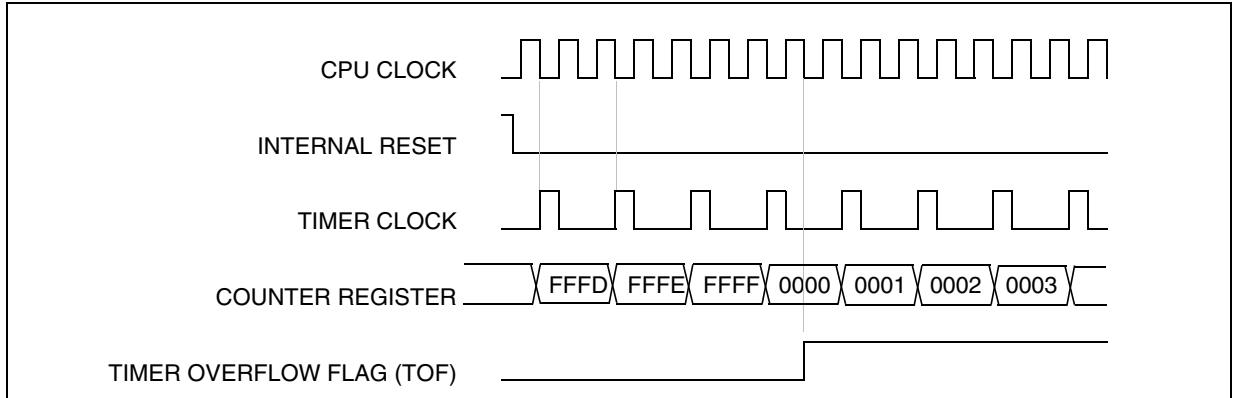 CPU CLOCK
INTERNAL RESET
TIMER CLOCK
COUNTER REGISTER
FFFD FFFE FFFF 0000 0001 0002 0003
TIMER OVERFLOW FLAG (TOF)